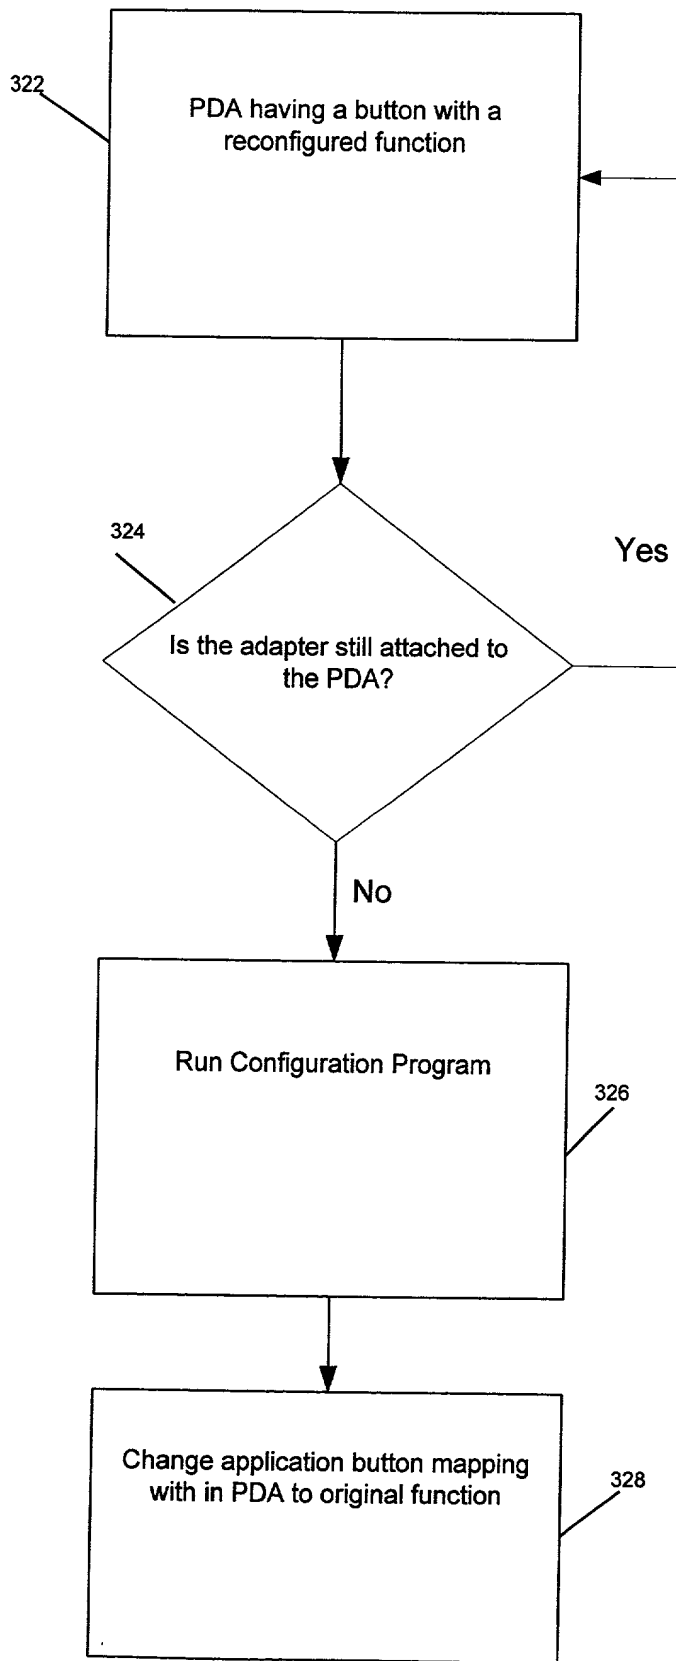 322
PDA having a button with a
reconfigured function
324
Yes
Is the adapter still attached to
the PDA?
No
Run Configuration Program
326
Change application button mapping
with in PDA to original function
328